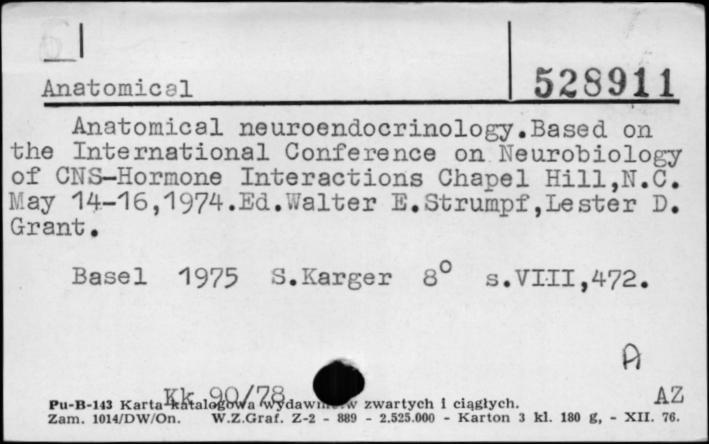 Anatomical
528911
Anatomical neuroendocrinology.Based on
the International Conference on Neurobiology
of CNS-Hormone Interactions Chapel Hill,N.C.
May 14-16,1974.Ed.Walter E.Strumpf,Lester D.
Grant.
Basel 1975 S.Karger 8° s.VIII,472.
A
Kk 90/78
AZ
Pu-B-143 Karta katalogowa wydawnictw zwartych i ciągłych.
Zam. 1014/DW/On. W.Z.Graf. Z-2 - 889 - 2.525.000 - Karton 3 kl. 180 g, - XII. 76.